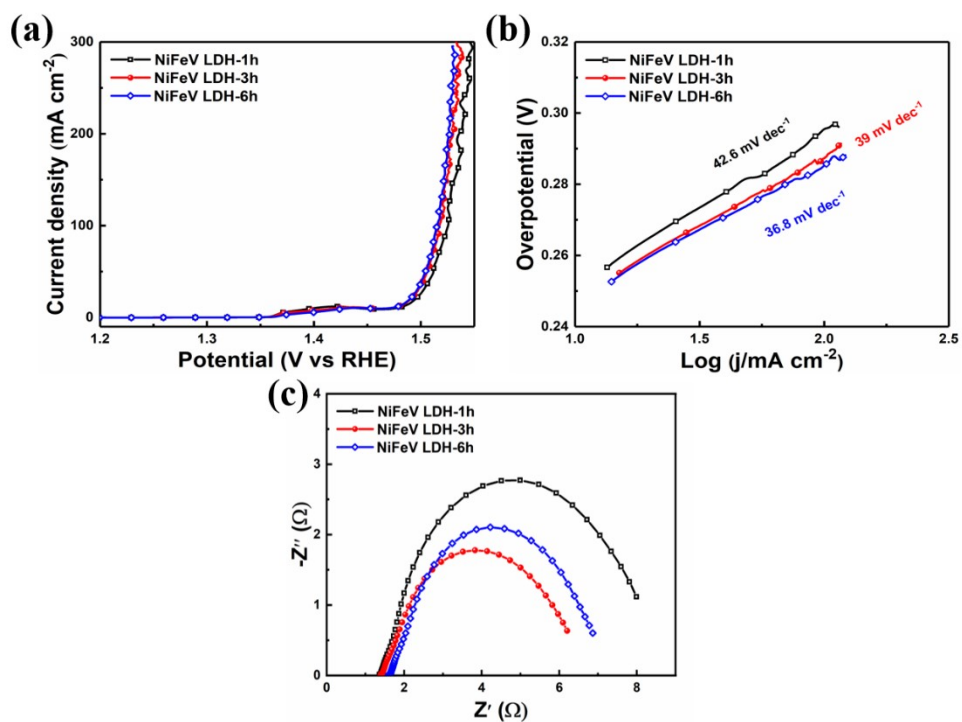 (a)
300
200
100
0
1.2
1.3
1.4
1.5
Current density (mA cm-2)
Potential (V vs RHE)
NiFeV LDH-1h
NiFeV LDH-3h
NiFeV LDH-6h
(b)
0.32
0.30
0.28
0.26
0.24
1.0
1.5
2.0
2.5
Overpotential (V)
Log (j/mA cm-2)
NiFeV LDH-1h
NiFeV LDH-3h
NiFeV LDH-6h
42.6 mV dec-1
39 mV dec-1
36.8 mV dec-1
(c)
4
3
2
1
0
0
2
4
6
8
-Z″ (Ω)
Z′ (Ω)
NiFeV LDH-1h
NiFeV LDH-3h
NiFeV LDH-6h